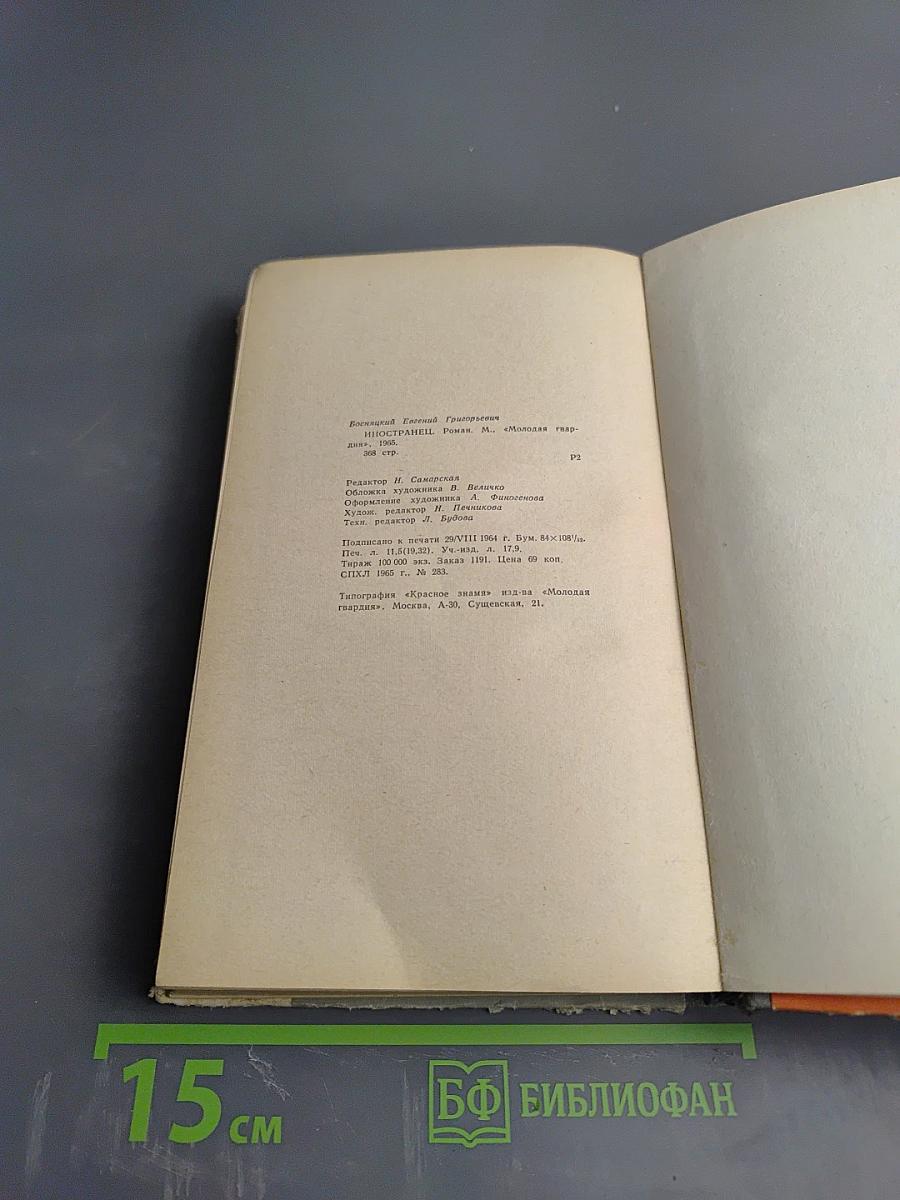 Босняцкий Евгений Григорьевич
ИНОСТРАНЕЦ. Роман. М., «Молодая гвар-
дия», 1965.
368 стр.
Р2
Редактор Н. Самарская
Обложка художника В. Величко
Оформление художника А. Финогенова
Худож. редактор Н. Печникова
Техн. редактор Л. Будова
Подписано к печати 29/VIII 1964 г. Бум. 84×108¹/₃₂.
Печ. л. 11,5(19,32). Уч.-изд. л. 17,9.
Тираж 100 000 экз. Заказ 1191. Цена 69 коп.
СПХЛ 1965 г., № 283.
Типография «Красное знамя» изд-ва «Молодая
гвардия». Москва, А-30, Сущевская, 21.
15 см
БФ БИБЛИОФАН